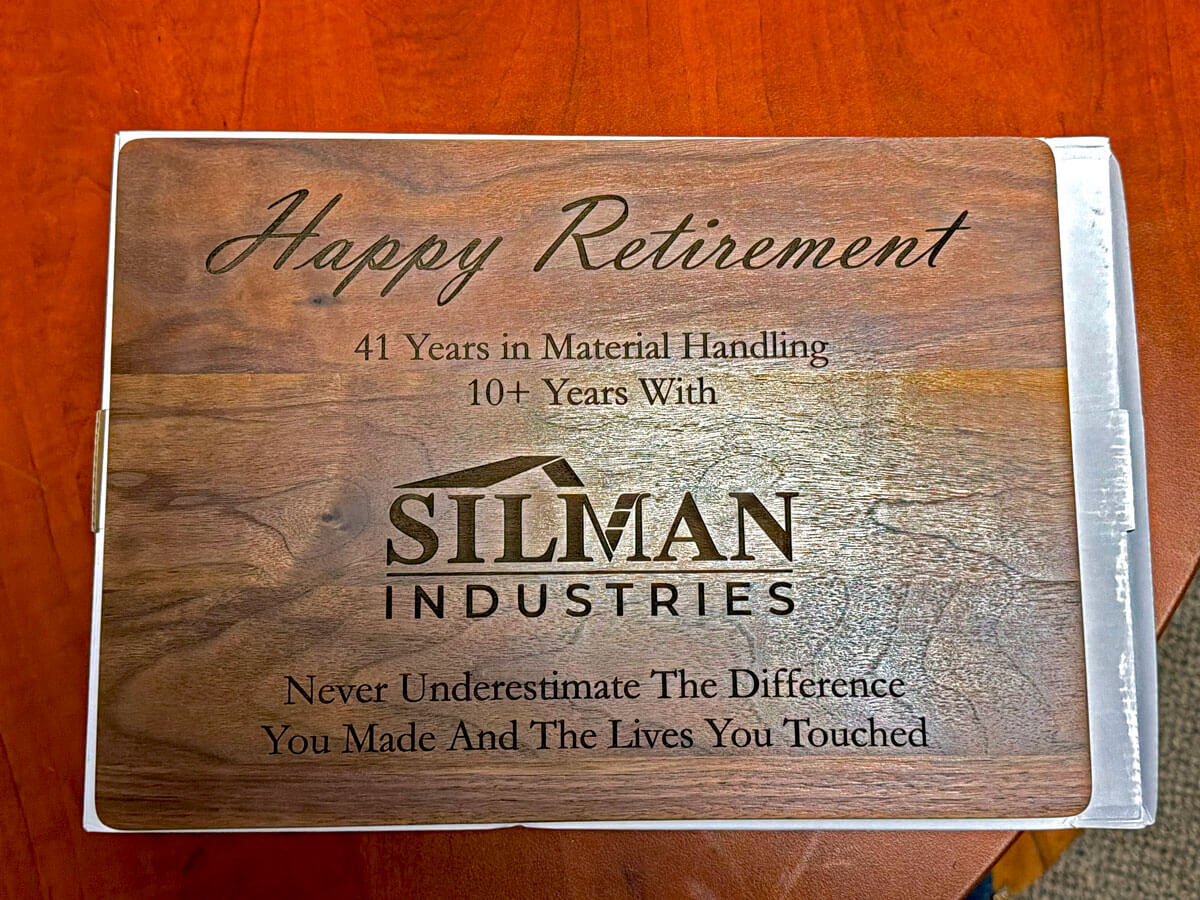 Happy Retirement
41 Years in Material Handling
10+ Years With
SILMAN
INDUSTRIES
Never Underestimate The Difference
You Made And The Lives You Touched